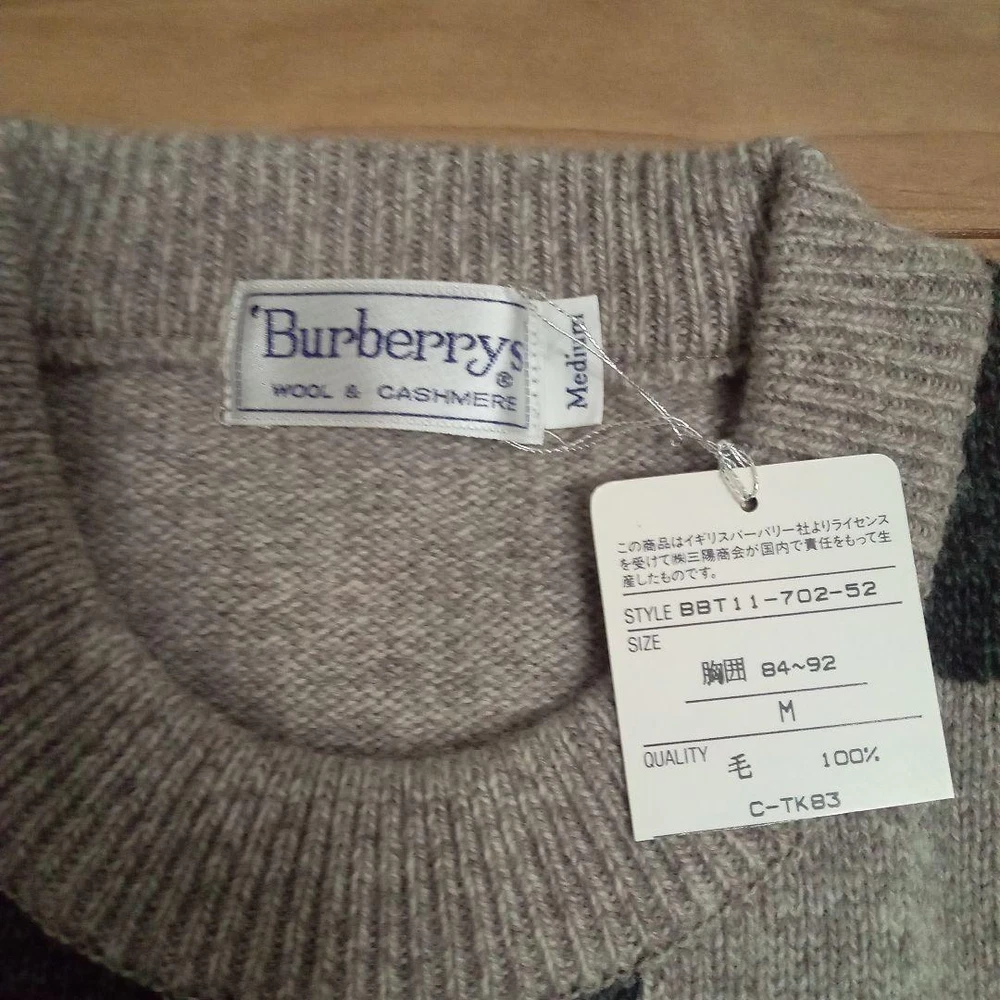 'Burberrys
®
WOOL & CASHMERE
Medium
この商品はイギリスバーバリー社よりライセンス
を受けて㈱三陽商会が国内で責任をもって生
産したものです。
STYLE BBT11-702-52
SIZE
胸囲 84~92
M
QUALITY 毛 100%
C-TK83